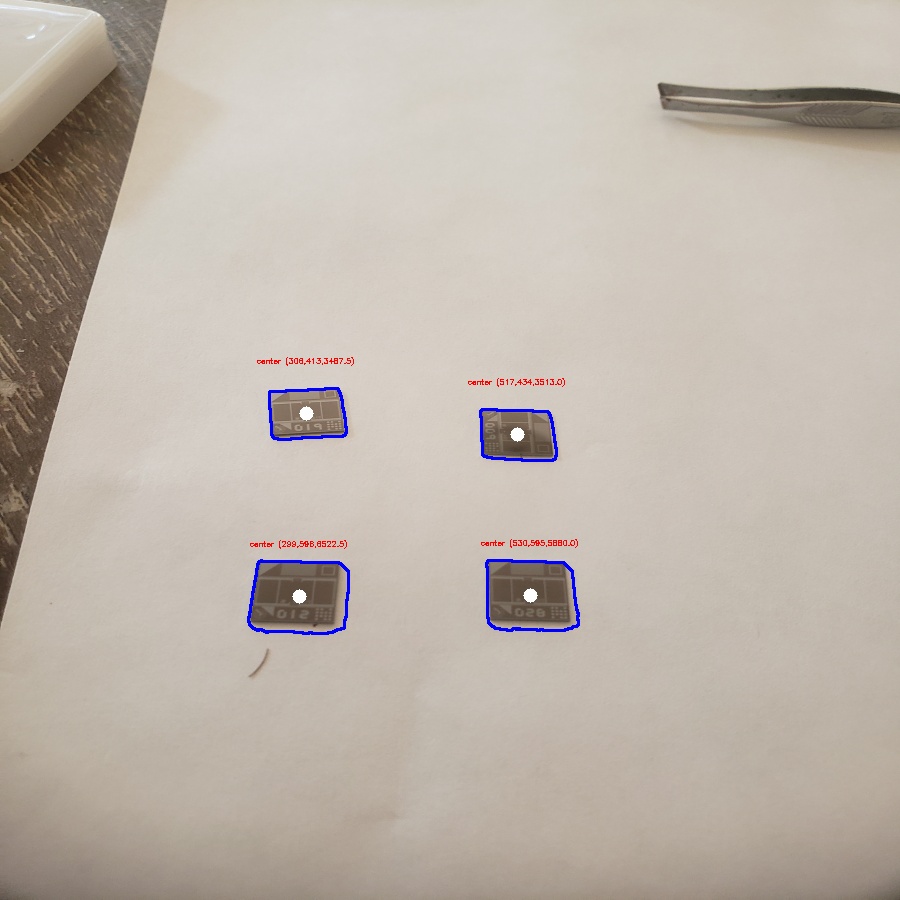 center (306,413,3487.5)
center (517,434,3513.0)
019
center (299,596,6522.5)
center (530,595,5880.0)